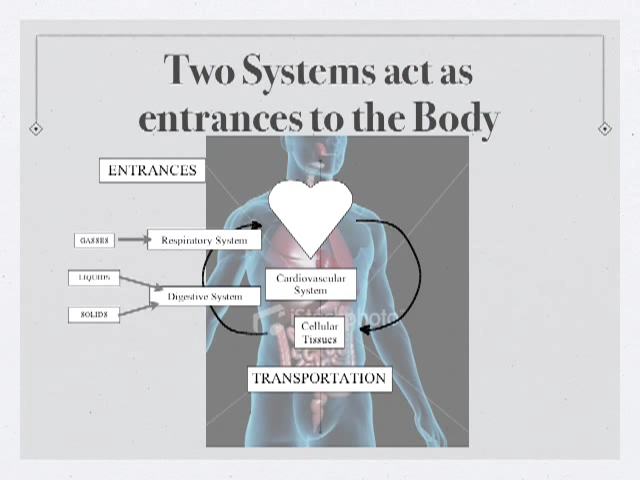 Two Systems act as
entrances to the Body
ENTRANCES
GASSES
Respiratory System
LIQUIDS
Digestive System
SOLIDS
Cardiovascular
System
iStockphoto
Cellular
Tissues
TRANSPORTATION